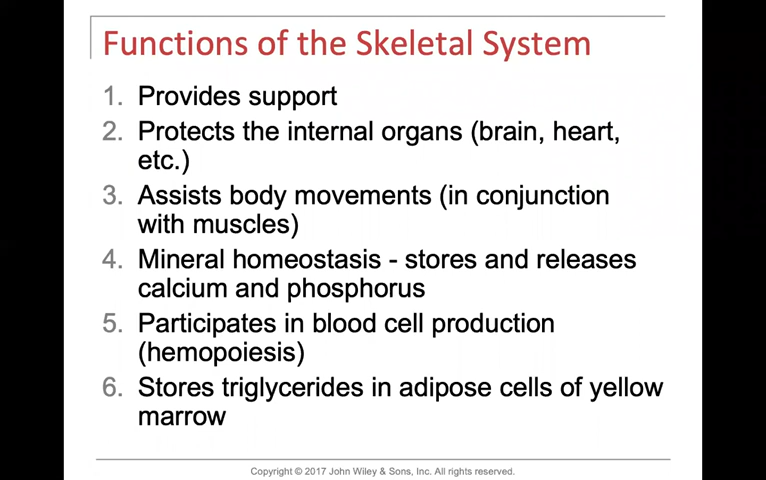 Functions of the Skeletal System
1. Provides support
2. Protects the internal organs (brain, heart,
etc.)
3. Assists body movements (in conjunction
with muscles)
4. Mineral homeostasis - stores and releases
calcium and phosphorus
5. Participates in blood cell production
(hemopoiesis)
6. Stores triglycerides in adipose cells of yellow
marrow
Copyright © 2017 John Wiley & Sons, Inc. All rights reserved.